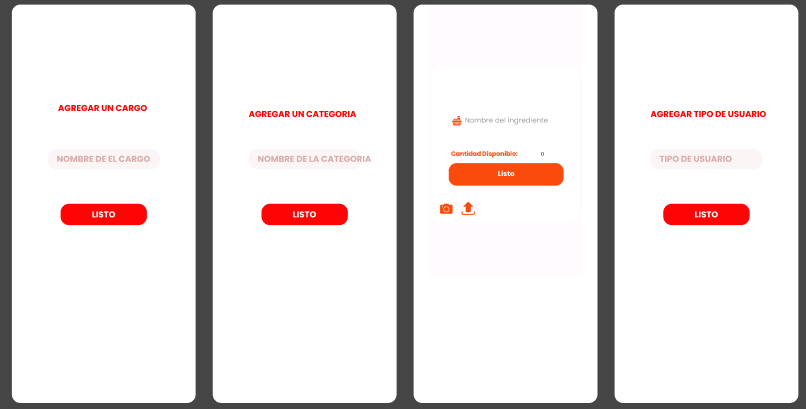 AGREGAR UN CARGO
NOMBRE DE EL CARGO
LISTO
AGREGAR UN CATEGORIA
NOMBRE DE LA CATEGORIA
LISTO
Nombre del Ingrediente
Cantidad Disponible: 0
Listo
AGREGAR TIPO DE USUARIO
TIPO DE USUARIO
LISTO